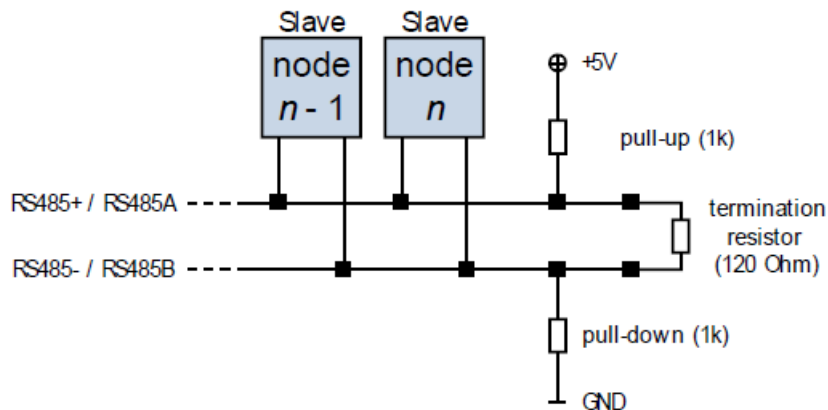 Slave
Slave
node
n - 1
node
n
+5V
pull-up (1k)
RS485+ / RS485A
termination
resistor
(120 Ohm)
RS485- / RS485B
pull-down (1k)
GND